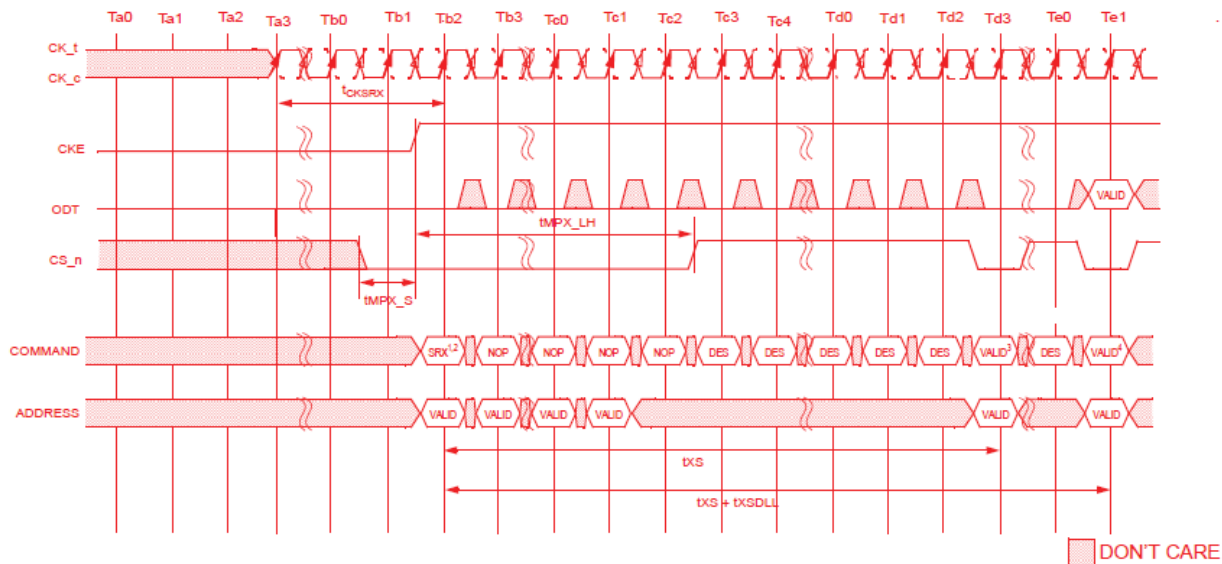 Ta0 Ta1 Ta2 Ta3 Tb0 Tb1 Tb2 Tb3 Tc0 Tc1 Tc2 Tc3 Tc4 Td0 Td1 Td2 Td3 Te0 Te1
CK_t
CK_c
tCKSRX
CKE
VALID
ODT
tMPX_LH
CS_n
tMPX_S
COMMAND SRX1,2 NOP NOP NOP NOP DES DES DES DES DES VALID3 DES VALID4
ADDRESS VALID VALID VALID VALID VALID VALID
tXS
tXS + tXSDLL
DON'T CARE